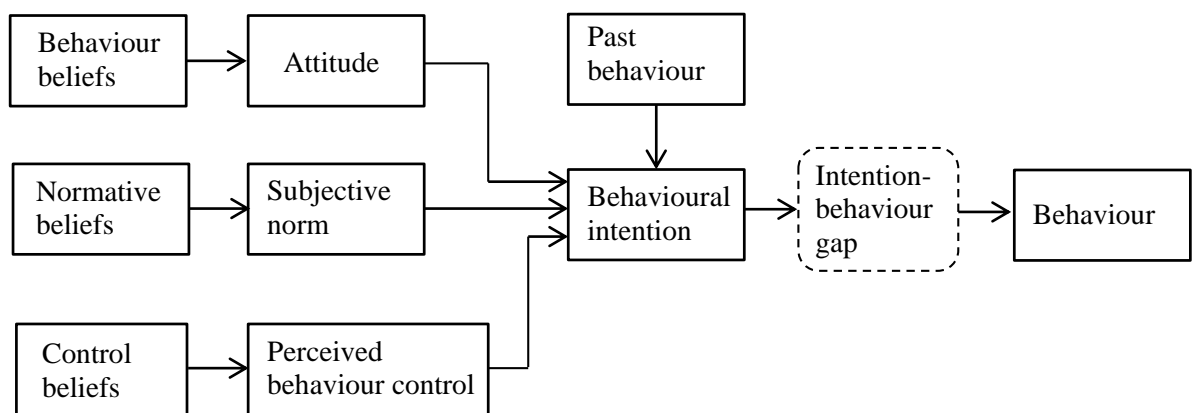 Behaviour
beliefs
Attitude
Past
behaviour
Normative
beliefs
Subjective
norm
Behavioural
intention
Intention-
behaviour
gap
Behaviour
Control
beliefs
Perceived
behaviour control